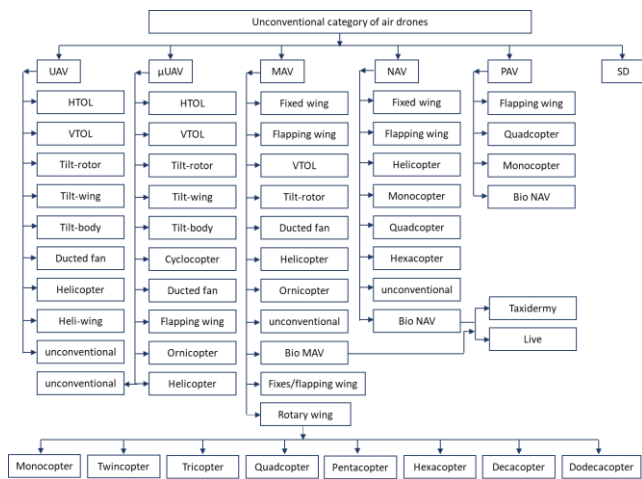 Unconventional category of air drones
UAV
μUAV
MAV
NAV
PAV
SD
HTOL
VTOL
Tilt-rotor
Tilt-wing
Tilt-body
Ducted fan
Helicopter
Heli-wing
unconventional
HTOL
VTOL
Tilt-rotor
Tilt-wing
Tilt-body
Cyclocopter
Ducted fan
Flapping wing
Ornicopter
Helicopter
unconventional
Fixed wing
Flapping wing
VTOL
Tilt-rotor
Ducted fan
Helicopter
Ornicopter
unconventional
Bio MAV
Fixes/flapping wing
Rotary wing
Fixed wing
Flapping wing
Helicopter
Monocopter
Quadcopter
Hexacopter
unconventional
Bio NAV
Flapping wing
Quadcopter
Monocopter
Bio NAV
Taxidermy
Live
Monocopter
Twincopter
Tricopter
Quadcopter
Pentacopter
Hexacopter
Decacopter
Dodecacopter